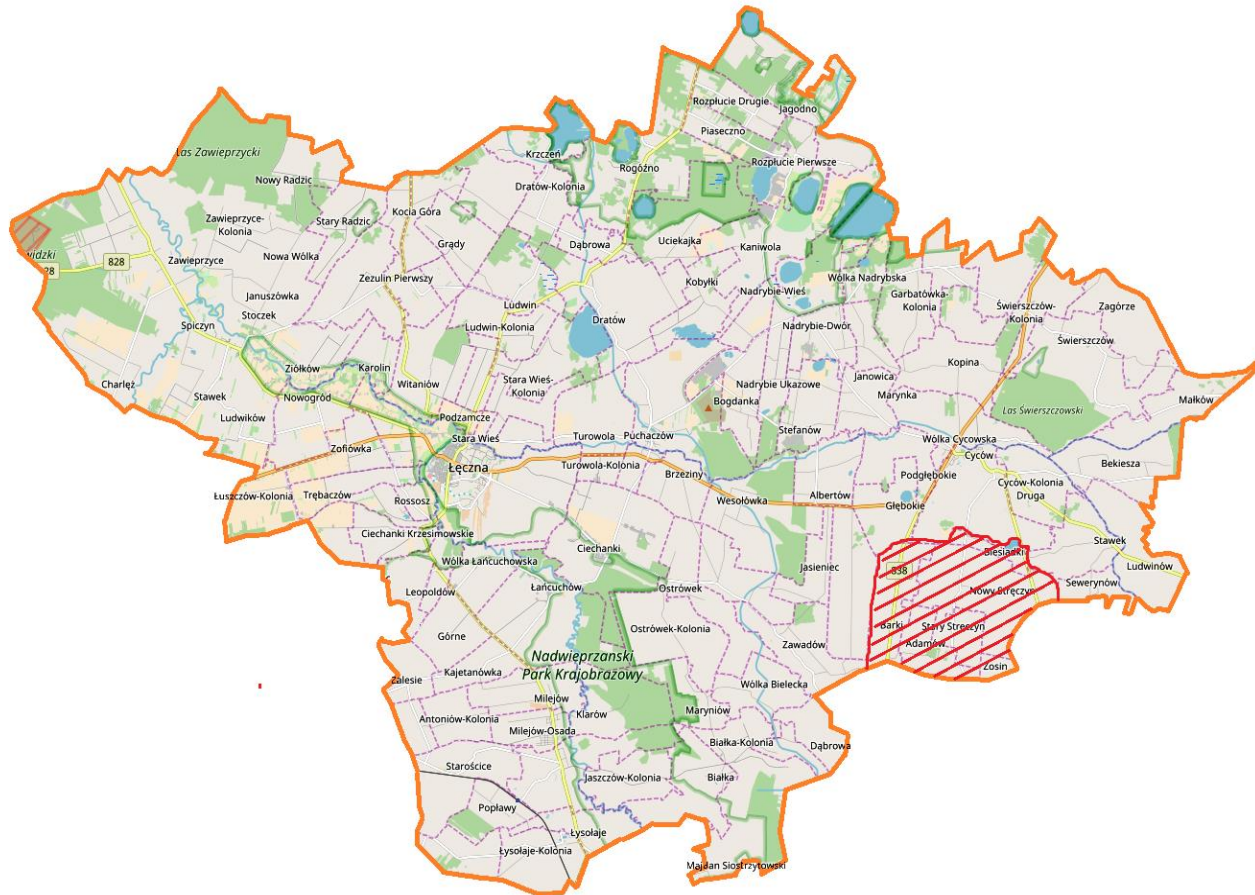 Rozpłucie Drugie
Jagodno
Piaseczno
Las Zawieprzycki
Krzczeń
Rogóźno
Rozpłucie Pierwsze
Nowy Radzic
Dratów-Kolonia
Zawieprzyce-
Kolonia
Stary Radzic
Kocia Góra
Grądy
Dąbrowa
Uciekajka
Kaniwola
828
Zawieprzyce
Nowa Wólka
Zezulin Pierwszy
Kobyłki
Nadrybie-Wieś
Wólka Nadrybska
Garbatówka-
Kolonia
Świerszczów-
Kolonia
Zagórze
Januszówka
Stoczek
Spiczyn
Ludwin
Ludwin-Kolonia
Dratów
Nadrybie-Dwór
Świerszczów
Ziółków
Karolin
Kopina
Charlęż
Stawek
Nowogród
Witaniów
Stara Wieś-
Kolonia
Nadrybie Ukazowe
Janowica
Marynka
Małków
Bogdanka
Ludwików
Podzamcze
Las Świerszczowski
Zofiówka
Stara Wieś
Turowola
Puchaczów
Stefanów
Wólka Cycowska
Cyców
Łęczna
Turowola-Kolonia
Brzeziny
Podgłębokie
Bekiesza
Łuszczów-Kolonia
Trębaczów
Rossosz
Wesołówka
Albertów
Głębokie
Cyców-Kolonia
Druga
Ciechanki Krzesimowskie
Ciechanki
Biesiadki
Stawek
Wólka Łańcuchowska
Jasieniec
838
Ludwinów
Sewerynów
Leopoldów
Łańcuchów
Ostrówek
Nowy Stręczyn
Górne
Ostrówek-Kolonia
Barki
Stary Stręczyn
Adamów
Zawadów
Nadwieprzański
Park Krajobrazowy
Zosin
Zalesie
Kajetanówka
Wólka Bielecka
Milejów
Antoniów-Kolonia
Klarów
Maryniów
Milejów-Osada
Białka-Kolonia
Dąbrowa
Starościce
Jaszczów-Kolonia
Białka
Popławy
Łysołaje
Łysołaje-Kolonia
Majdan Siostrzytowski